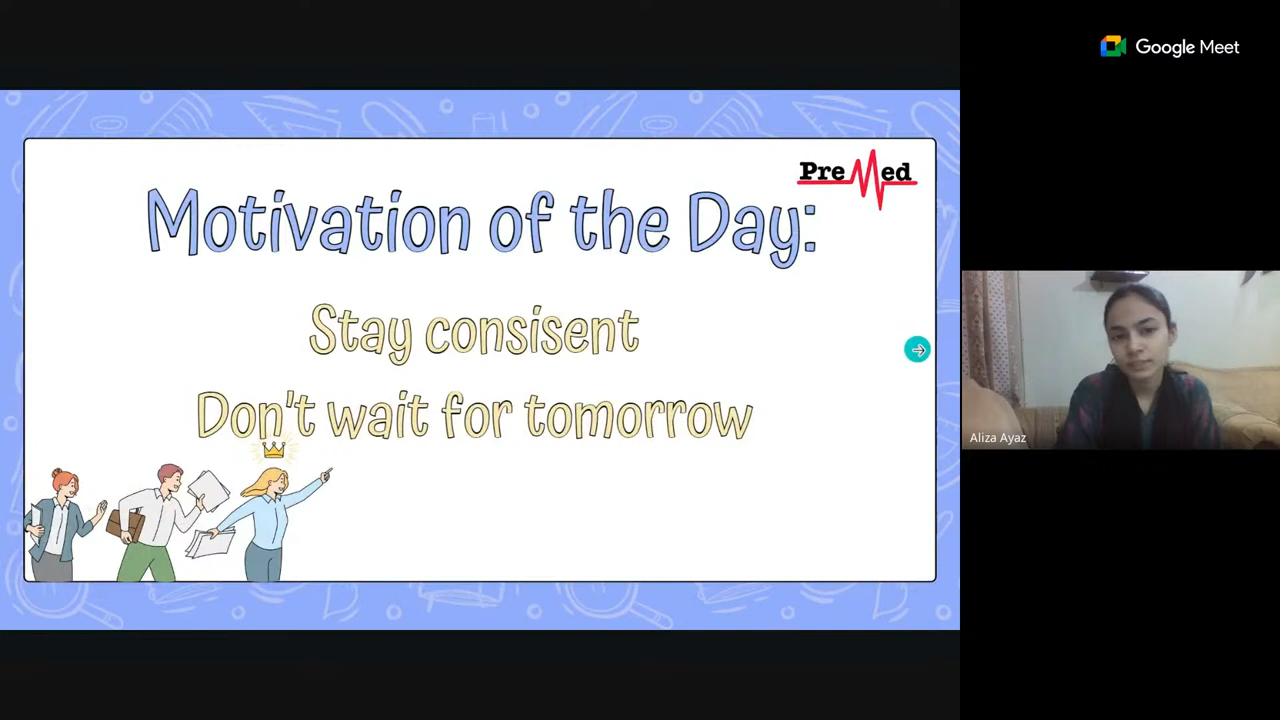 Google Meet
PreMed
Motivation of the Day:
Stay consisent
Don't wait for tomorrow
Aliza Ayaz